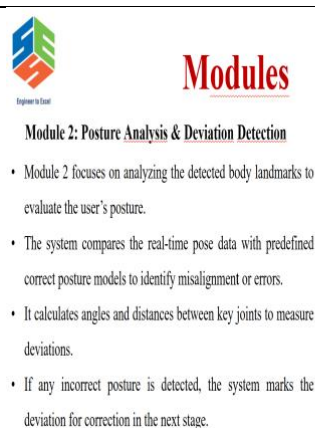 SES
Engineer to Excel
Modules
Module 2: Posture Analysis & Deviation Detection
• Module 2 focuses on analyzing the detected body landmarks to
evaluate the user's posture.
• The system compares the real-time pose data with predefined
correct posture models to identify misalignment or errors.
• It calculates angles and distances between key joints to measure
deviations.
• If any incorrect posture is detected, the system marks the
deviation for correction in the next stage.